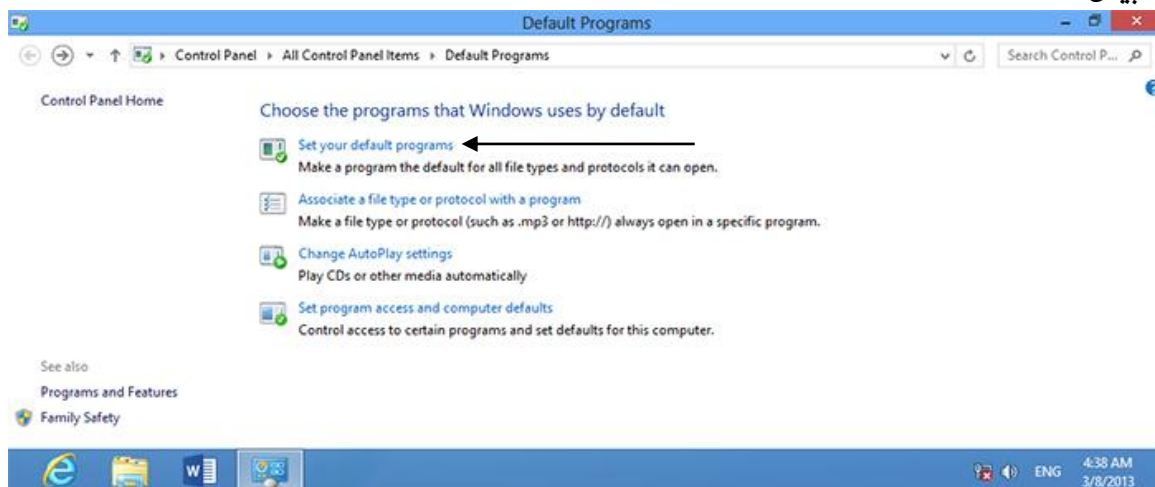 Default Programs
Control Panel ▸ All Control Panel Items ▸ Default Programs
Search Control P...
Control Panel Home
Choose the programs that Windows uses by default
Set your default programs
Make a program the default for all file types and protocols it can open.
Associate a file type or protocol with a program
Make a file type or protocol (such as .mp3 or http://) always open in a specific program.
Change AutoPlay settings
Play CDs or other media automatically
Set program access and computer defaults
Control access to certain programs and set defaults for this computer.
See also
Programs and Features
Family Safety
ENG
4:38 AM
3/8/2013